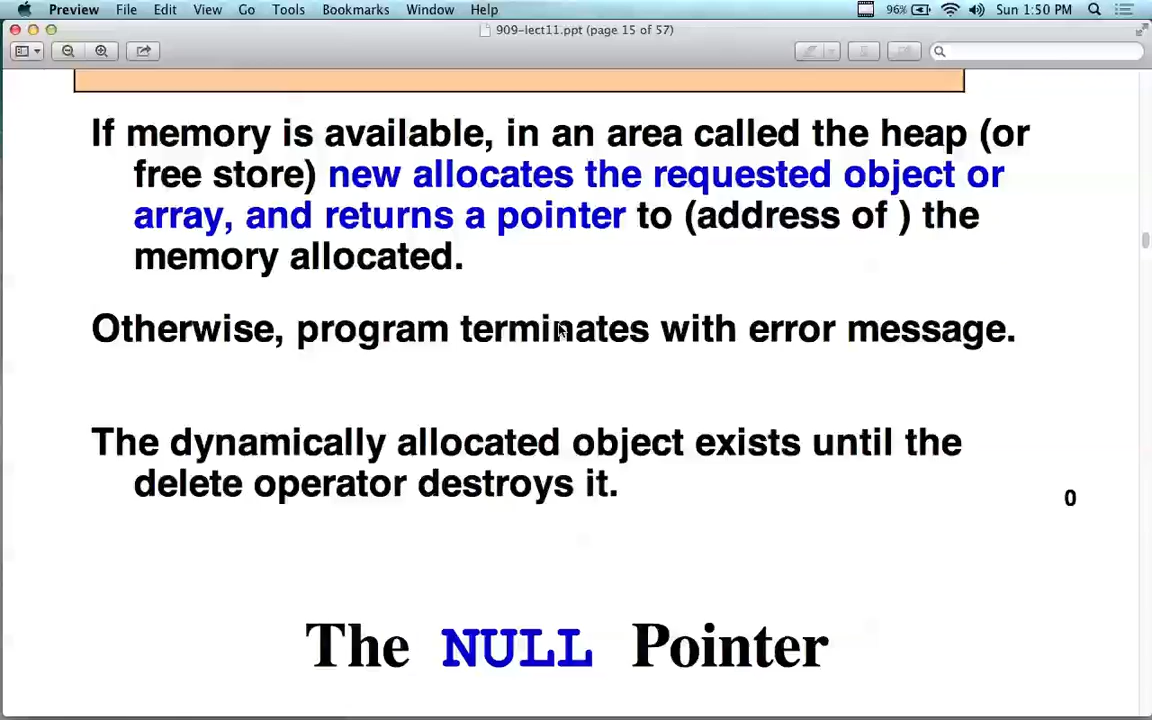 Preview File Edit View Go Tools Bookmarks Window Help 96% Sun 1:50 PM
909-lect11.ppt (page 15 of 57)
If memory is available, in an area called the heap (or
free store) new allocates the requested object or
array, and returns a pointer to (address of ) the
memory allocated.
Otherwise, program terminates with error message.
The dynamically allocated object exists until the
delete operator destroys it.
0
The NULL Pointer